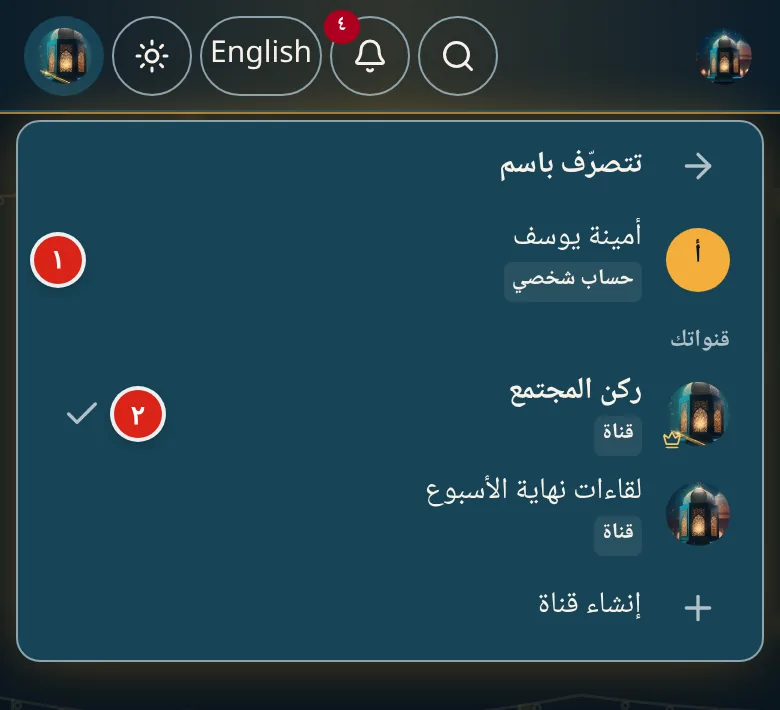 English
٤
تتصرّف باسم
أ
أمينة يوسف
حساب شخصي
١
قنواتك
ركن المجتمع
قناة
٢
لقاءات نهاية الأسبوع
قناة
إنشاء قناة